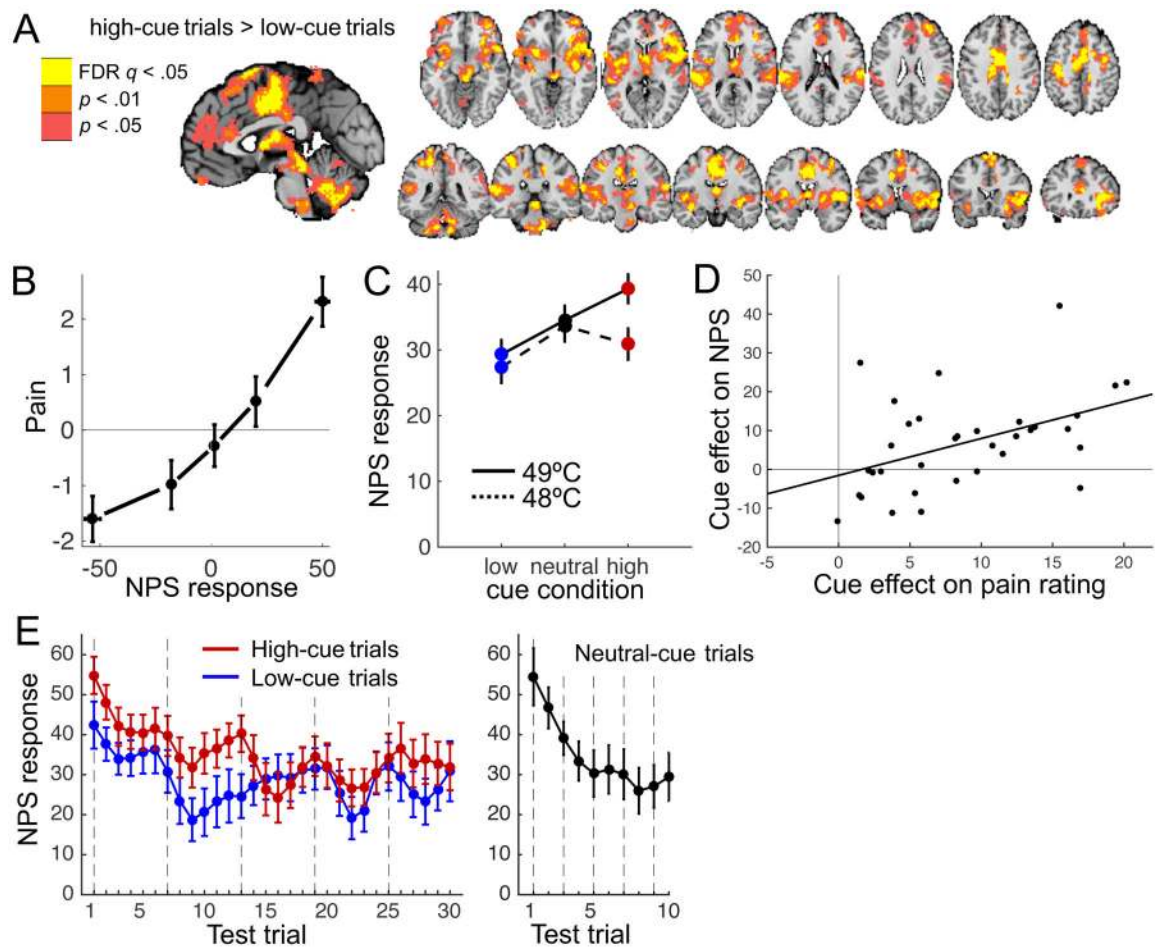 A
high-cue trials > low-cue trials
FDR q < .05
p < .01
p < .05
B
Pain
2
1
0
-1
-2
-50
0
50
NPS response
C
NPS response
40
30
20
10
0
49ºC
48ºC
low neutral high
cue condition
D
Cue effect on NPS
50
40
30
20
10
0
-10
-20
-5
0
5
10
15
20
Cue effect on pain rating
E
NPS response
60
50
40
30
20
10
0
High-cue trials
Low-cue trials
1
5
10
15
20
25
30
Test trial
60
50
40
30
20
10
0
Neutral-cue trials
1
5
10
Test trial